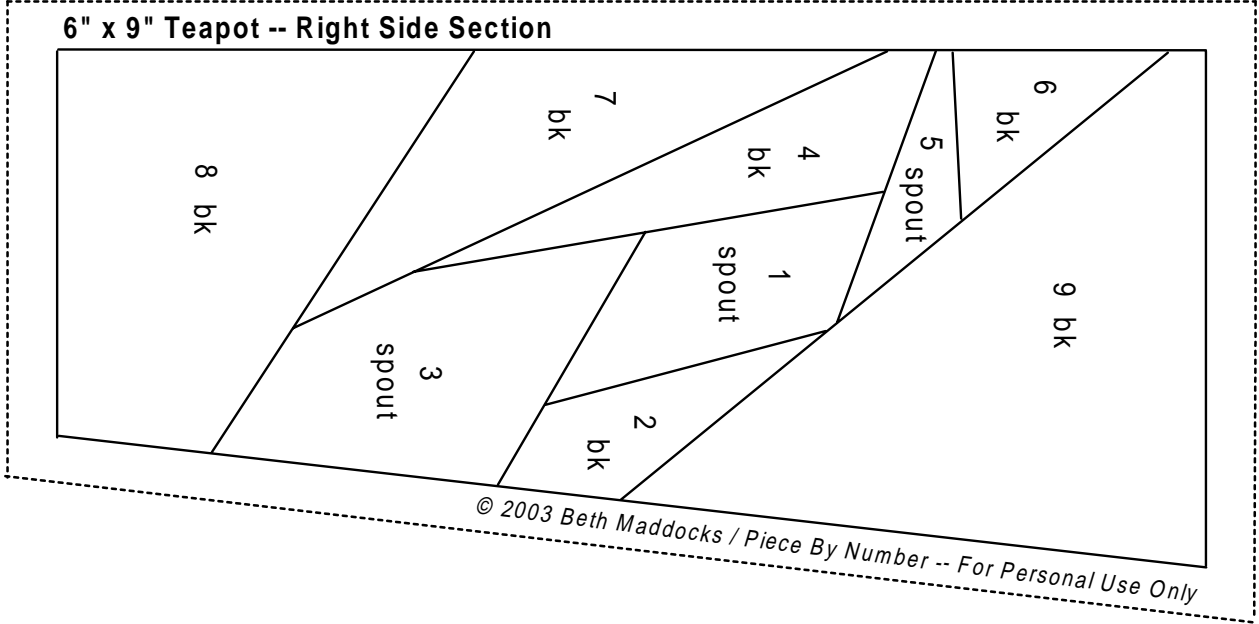 6" x 9" Teapot -- Right Side Section
8 bk
7
bk
4
bk
5
spout
6
bk
1
spout
9 bk
3
spout
2
bk
© 2003 Beth Maddocks / Piece By Number -- For Personal Use Only